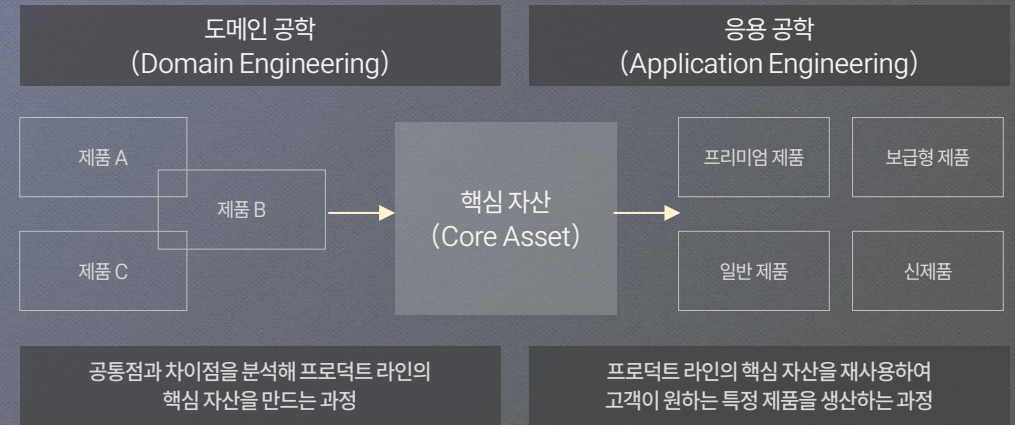 도메인 공학
(Domain Engineering)
응용 공학
(Application Engineering)
제품 A
제품 B
제품 C
핵심 자산
(Core Asset)
프리미엄 제품
보급형 제품
일반 제품
신제품
공통점과 차이점을 분석해 프로덕트 라인의
핵심 자산을 만드는 과정
프로덕트 라인의 핵심 자산을 재사용하여
고객이 원하는 특정 제품을 생산하는 과정